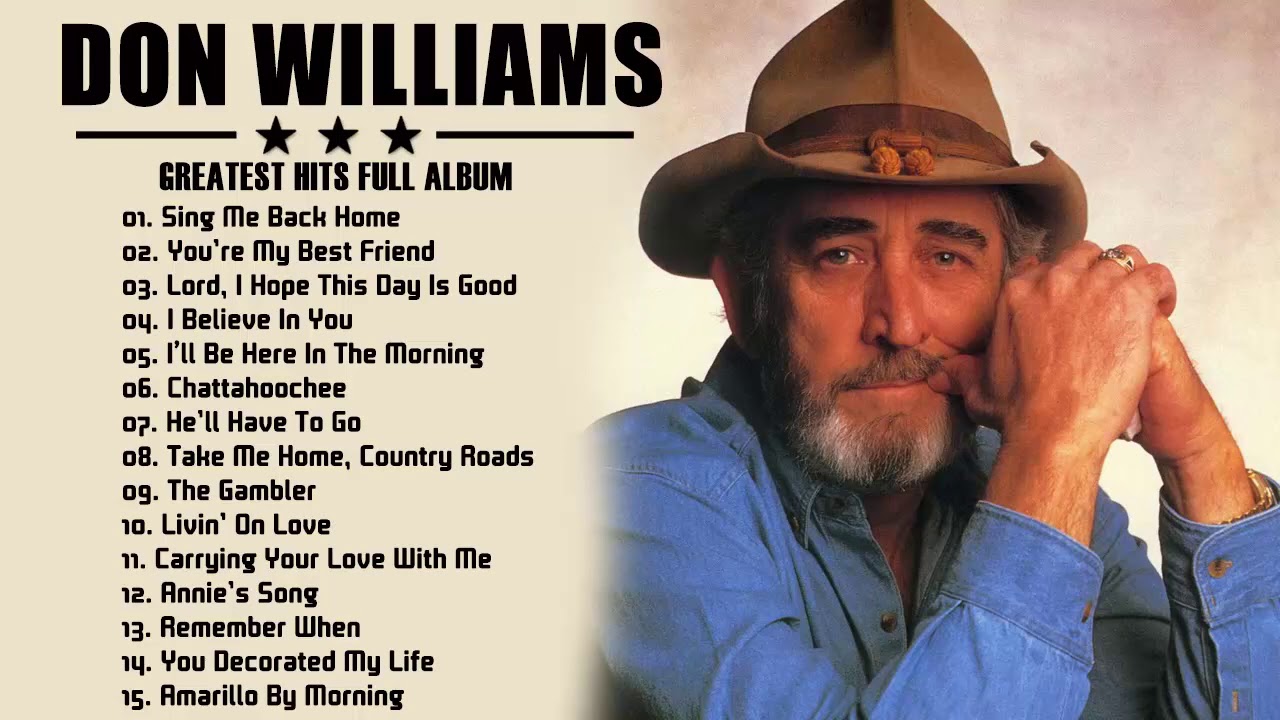 DON WILLIAMS
GREATEST HITS FULL ALBUM
01. Sing Me Back Home
02. You're My Best Friend
03. Lord, I Hope This Day Is Good
04. I Believe In You
05. I'll Be Here In The Morning
06. Chattahoochee
07. He'll Have To Go
08. Take Me Home, Country Roads
09. The Gambler
10. Livin' On Love
11. Carrying Your Love With Me
12. Annie's Song
13. Remember When
14. You Decorated My Life
15. Amarillo By Morning